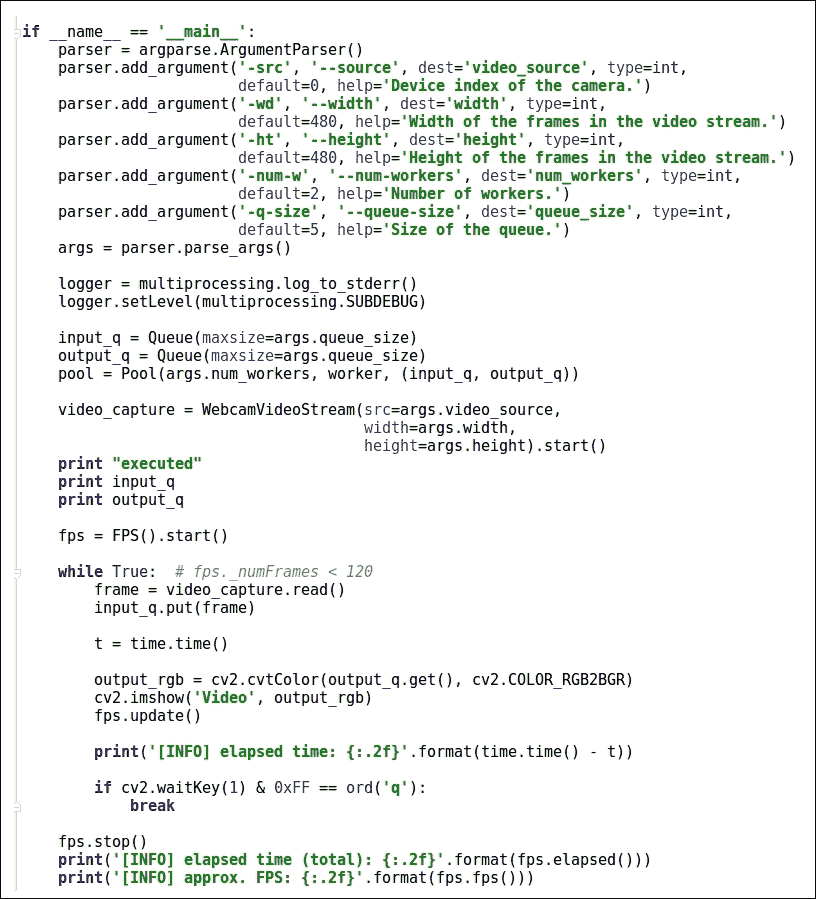 if __name__ == '__main__':
    parser = argparse.ArgumentParser()
    parser.add_argument('-src', '--source', dest='video_source', type=int,
                        default=0, help='Device index of the camera.')
    parser.add_argument('-wd', '--width', dest='width', type=int,
                        default=480, help='Width of the frames in the video stream.')
    parser.add_argument('-ht', '--height', dest='height', type=int,
                        default=480, help='Height of the frames in the video stream.')
    parser.add_argument('-num-w', '--num-workers', dest='num_workers', type=int,
                        default=2, help='Number of workers.')
    parser.add_argument('-q-size', '--queue-size', dest='queue_size', type=int,
                        default=5, help='Size of the queue.')
    args = parser.parse_args()

    logger = multiprocessing.log_to_stderr()
    logger.setLevel(multiprocessing.SUBDEBUG)

    input_q = Queue(maxsize=args.queue_size)
    output_q = Queue(maxsize=args.queue_size)
    pool = Pool(args.num_workers, worker, (input_q, output_q))

    video_capture = WebcamVideoStream(src=args.video_source,
                                      width=args.width,
                                      height=args.height).start()
    print "executed"
    print input_q
    print output_q

    fps = FPS().start()

    while True:  # fps._numFrames < 120
        frame = video_capture.read()
        input_q.put(frame)

        t = time.time()

        output_rgb = cv2.cvtColor(output_q.get(), cv2.COLOR_RGB2BGR)
        cv2.imshow('Video', output_rgb)
        fps.update()

        print('[INFO] elapsed time: {:.2f}'.format(time.time() - t))

        if cv2.waitKey(1) & 0xFF == ord('q'):
            break

    fps.stop()
    print('[INFO] elapsed time (total): {:.2f}'.format(fps.elapsed()))
    print('[INFO] approx. FPS: {:.2f}'.format(fps.fps()))